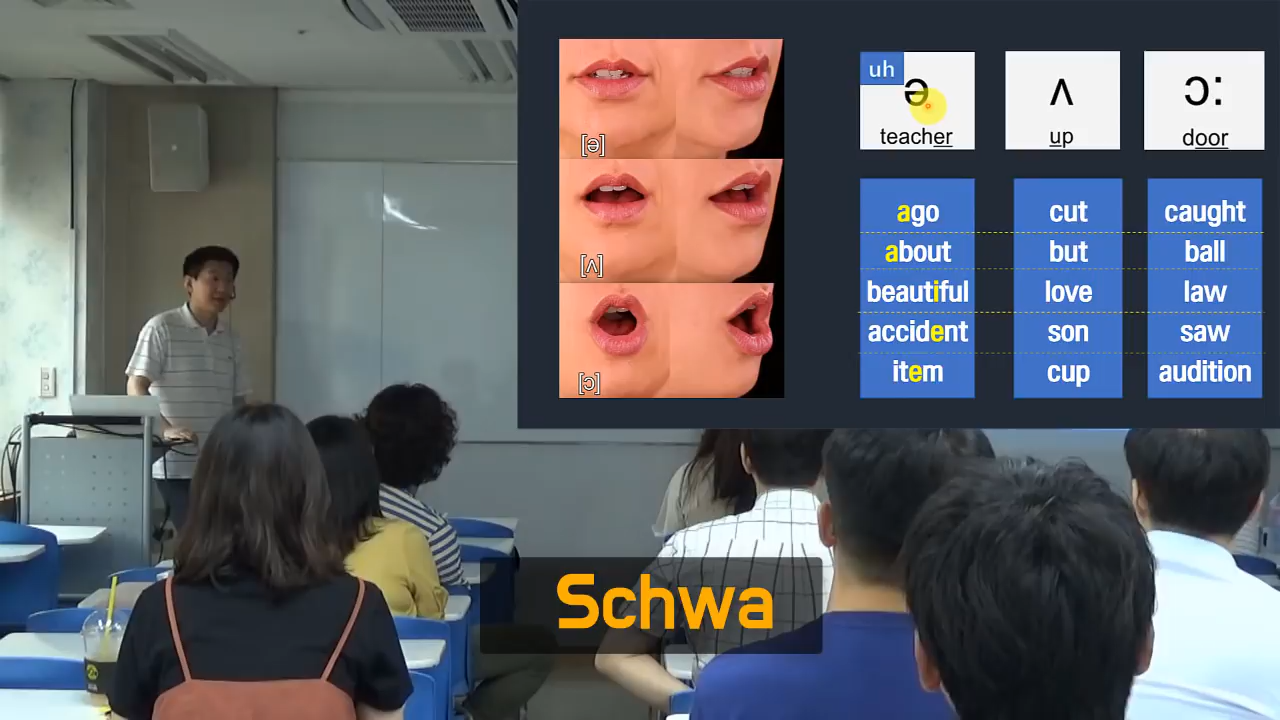 [ə]
[ʌ]
[ɔ]
uh
ə
teacher
ʌ
up
ɔː
door
ago
about
beautiful
accident
item
cut
but
love
son
cup
caught
ball
law
saw
audition
Schwa